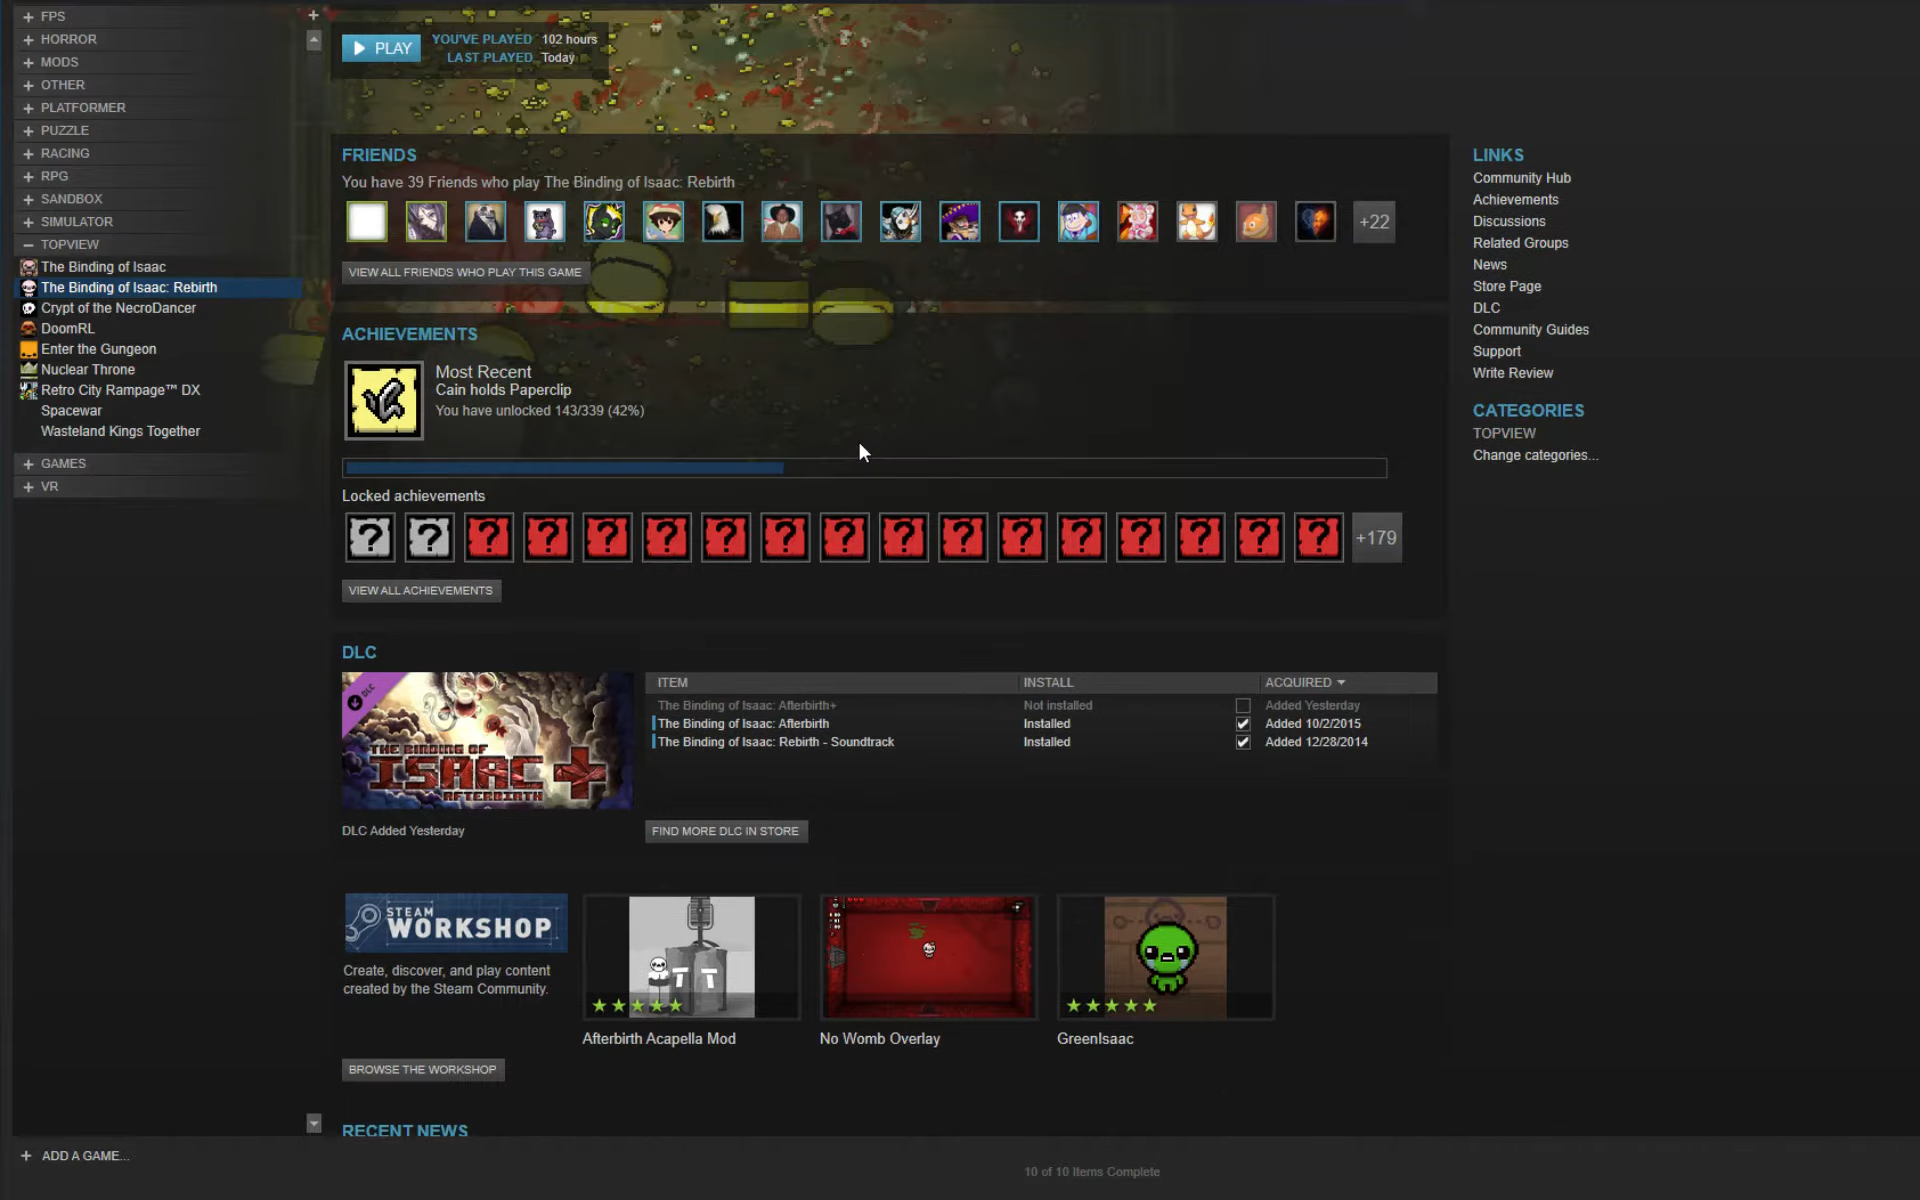 FPS
HORROR
MODS
OTHER
PLATFORMER
PUZZLE
RACING
RPG
SANDBOX
SIMULATOR
TOPVIEW
The Binding of Isaac
The Binding of Isaac: Rebirth
Crypt of the NecroDancer
DoomRL
Enter the Gungeon
Nuclear Throne
Retro City Rampage™ DX
Spacewar
Wasteland Kings Together
GAMES
VR
+ ADD A GAME...
PLAY
YOU'VE PLAYED 102 hours
LAST PLAYED Today
FRIENDS
You have 39 Friends who play The Binding of Isaac: Rebirth
+22
VIEW ALL FRIENDS WHO PLAY THIS GAME
ACHIEVEMENTS
Most Recent
Cain holds Paperclip
You have unlocked 143/339 (42%)
Locked achievements
? ? ? ? ? ? ? ? ? ? ? ? ? ? ? ? ? +179
VIEW ALL ACHIEVEMENTS
DLC
DLC
THE BINDING OF
ISAAC
AFTERBIRTH
DLC Added Yesterday
ITEM INSTALL ACQUIRED
The Binding of Isaac: Afterbirth+ Not installed Added Yesterday
The Binding of Isaac: Afterbirth Installed Added 10/2/2015
The Binding of Isaac: Rebirth - Soundtrack Installed Added 12/28/2014
FIND MORE DLC IN STORE
STEAM
WORKSHOP
Create, discover, and play content
created by the Steam Community.
Afterbirth Acapella Mod
No Womb Overlay
GreenIsaac
BROWSE THE WORKSHOP
RECENT NEWS
10 of 10 Items Complete
LINKS
Community Hub
Achievements
Discussions
Related Groups
News
Store Page
DLC
Community Guides
Support
Write Review
CATEGORIES
TOPVIEW
Change categories...